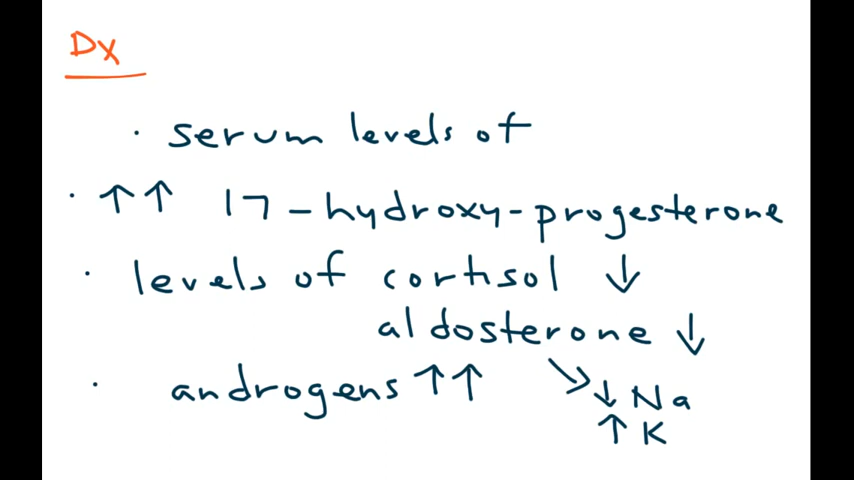 Dx
· serum levels of
· ↑↑ 17-hydroxy-progesterone
· levels of cortisol ↓
aldosterone ↓
· androgens ↑↑ ↘ ↓ Na
↑ K